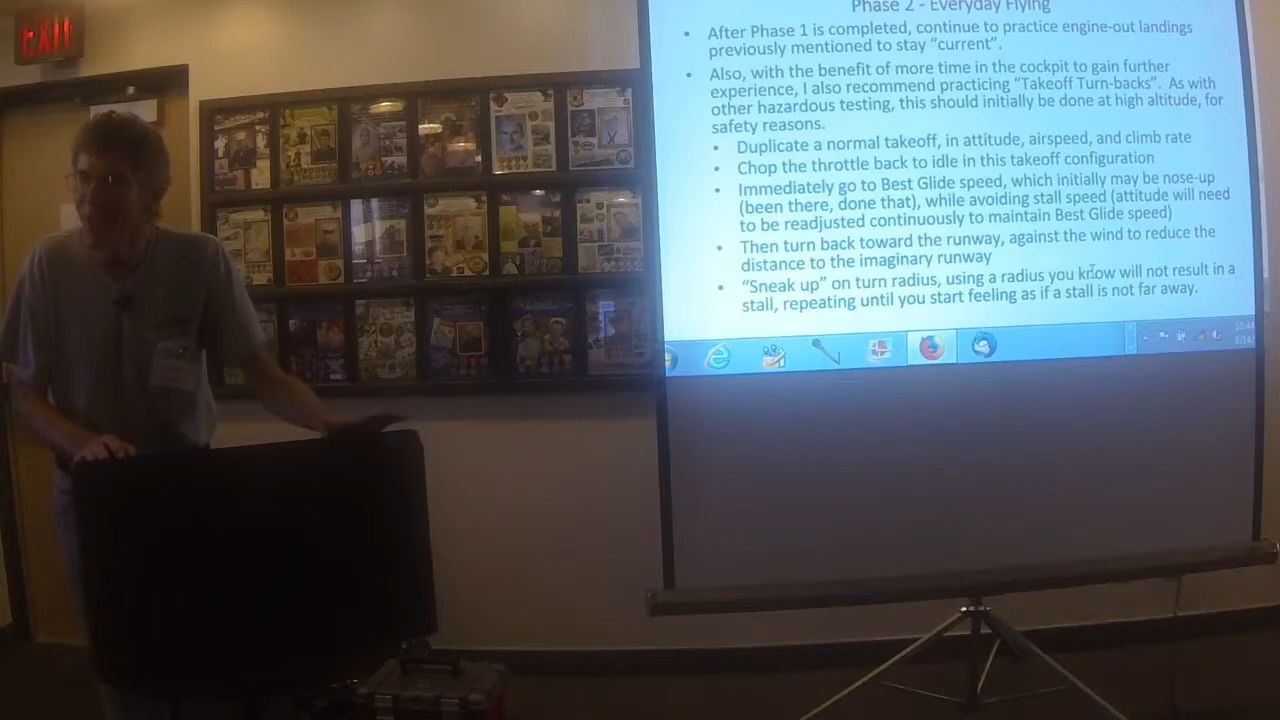 EXIT
Phase 2 - Everyday Flying
• After Phase 1 is completed, continue to practice engine-out landings
previously mentioned to stay “current”.
• Also, with the benefit of more time in the cockpit to gain further
experience, I also recommend practicing “Takeoff Turn-backs”. As with
other hazardous testing, this should initially be done at high altitude, for
safety reasons.
• Duplicate a normal takeoff, in attitude, airspeed, and climb rate
• Chop the throttle back to idle in this takeoff configuration
• Immediately go to Best Glide speed, which initially may be nose-up
(been there, done that), while avoiding stall speed (attitude will need
to be readjusted continuously to maintain Best Glide speed)
• Then turn back toward the runway, against the wind to reduce the
distance to the imaginary runway
• “Sneak up” on turn radius, using a radius you know will not result in a
stall, repeating until you start feeling as if a stall is not far away.